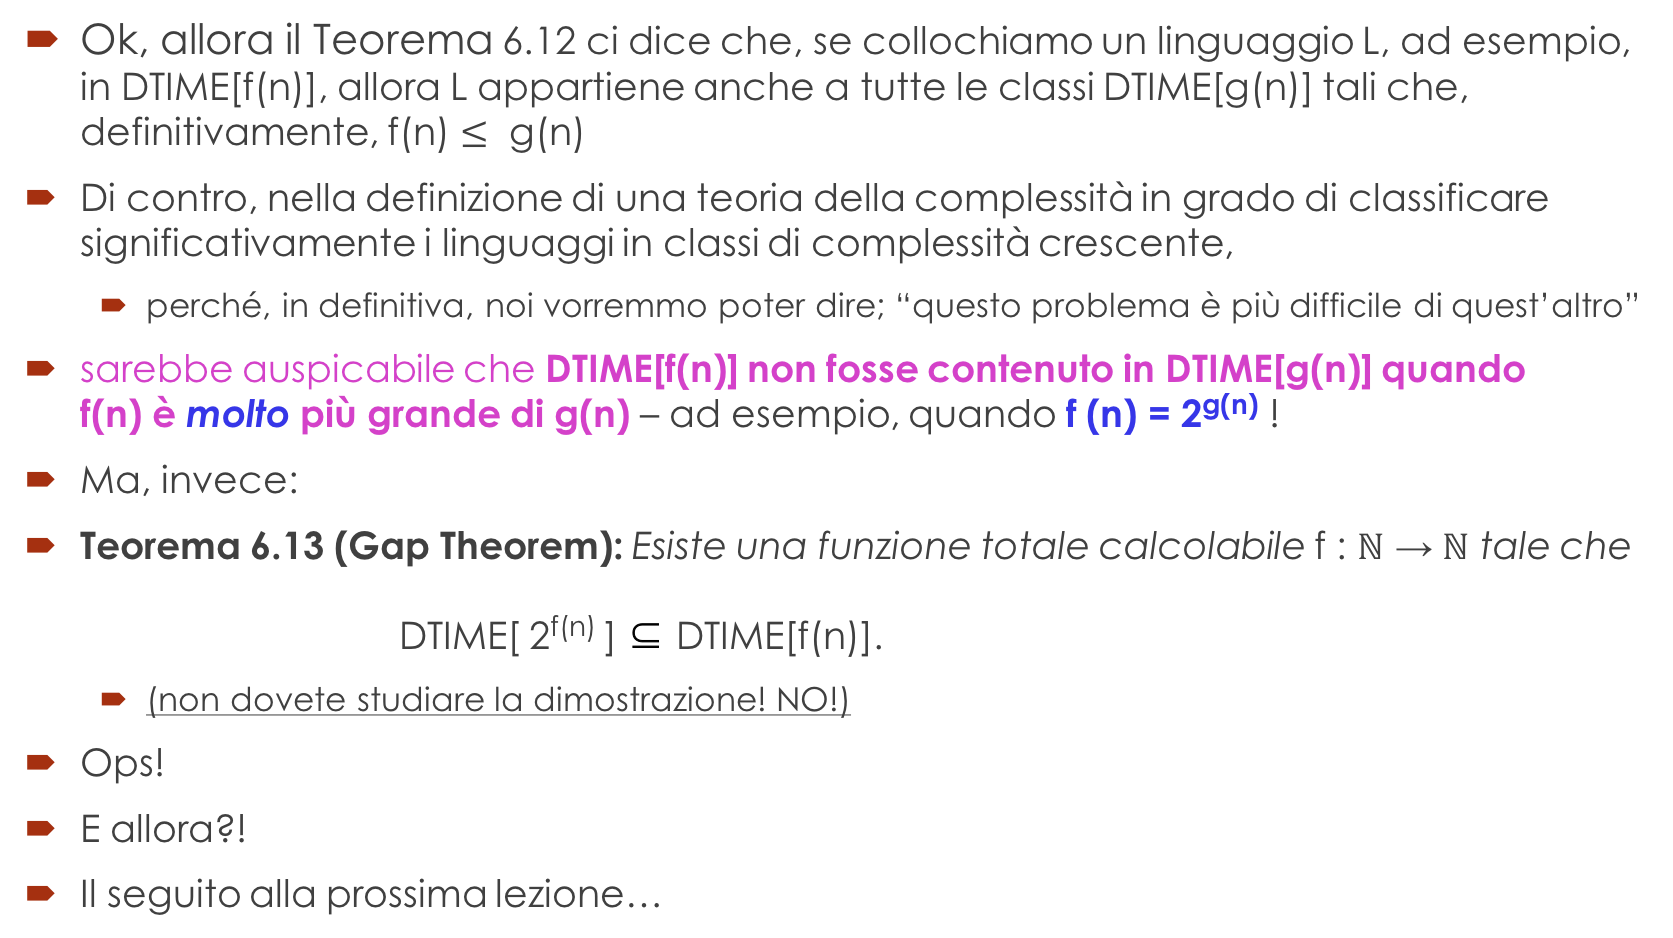 Ok, allora il Teorema 6.12 ci dice che, se collochiamo un linguaggio L, ad esempio,
in DTIME[f(n)], allora L appartiene anche a tutte le classi DTIME[g(n)] tali che,
definitivamente, f(n) ≤ g(n)
Di contro, nella definizione di una teoria della complessità in grado di classificare
significativamente i linguaggi in classi di complessità crescente,
perché, in definitiva, noi vorremmo poter dire; “questo problema è più difficile di quest’altro”
sarebbe auspicabile che DTIME[f(n)] non fosse contenuto in DTIME[g(n)] quando
f(n) è molto più grande di g(n) – ad esempio, quando f (n) = 2^g(n) !
Ma, invece:
Teorema 6.13 (Gap Theorem): Esiste una funzione totale calcolabile f : ℕ → ℕ tale che
DTIME[ 2^f(n) ] ⊆ DTIME[f(n)].
(non dovete studiare la dimostrazione! NO!)
Ops!
E allora?!
Il seguito alla prossima lezione…